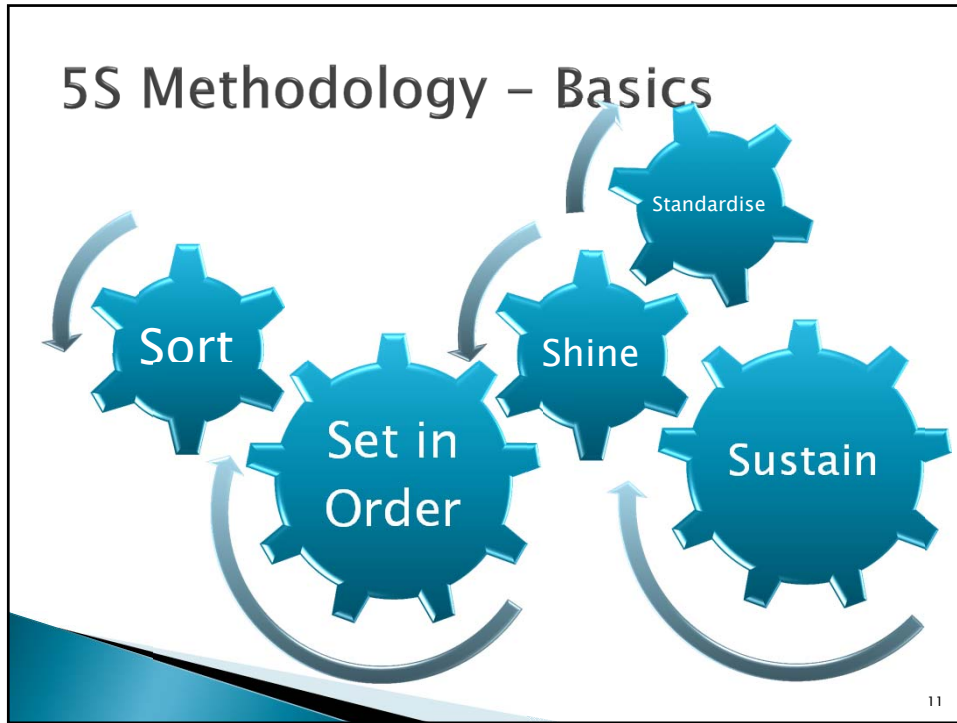 5S Methodology – Basics
Sort
Set in
Order
Shine
Standardise
Sustain
11